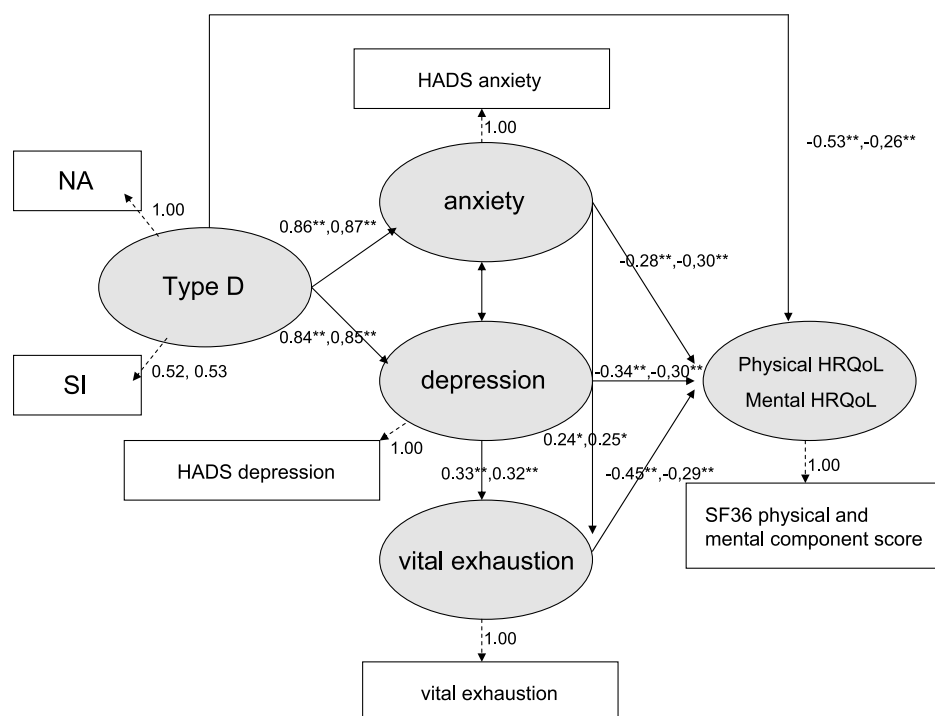 HADS anxiety
1.00
-0.53**,-0,26**
NA
1.00
anxiety
0.86**,0,87**
-0.28**,-0,30**
Type D
0.84**,0,85**
0.52, 0.53
SI
depression
-0.34**,-0,30**
Physical HRQoL
Mental HRQoL
1.00
HADS depression
0.24*,0.25*
0.33**,0.32**
-0.45**,-0,29**
1.00
SF36 physical and
mental component score
vital exhaustion
1.00
vital exhaustion